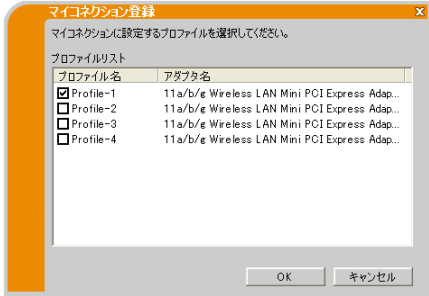 マイコネクション登録
マイコネクションに設定するプロファイルを選択してください。
プロファイルリスト
プロファイル名 アダプタ名
Profile-1 11a/b/g Wireless LAN Mini PCI Express Adap...
Profile-2 11a/b/g Wireless LAN Mini PCI Express Adap...
Profile-3 11a/b/g Wireless LAN Mini PCI Express Adap...
Profile-4 11a/b/g Wireless LAN Mini PCI Express Adap...
OK キャンセル